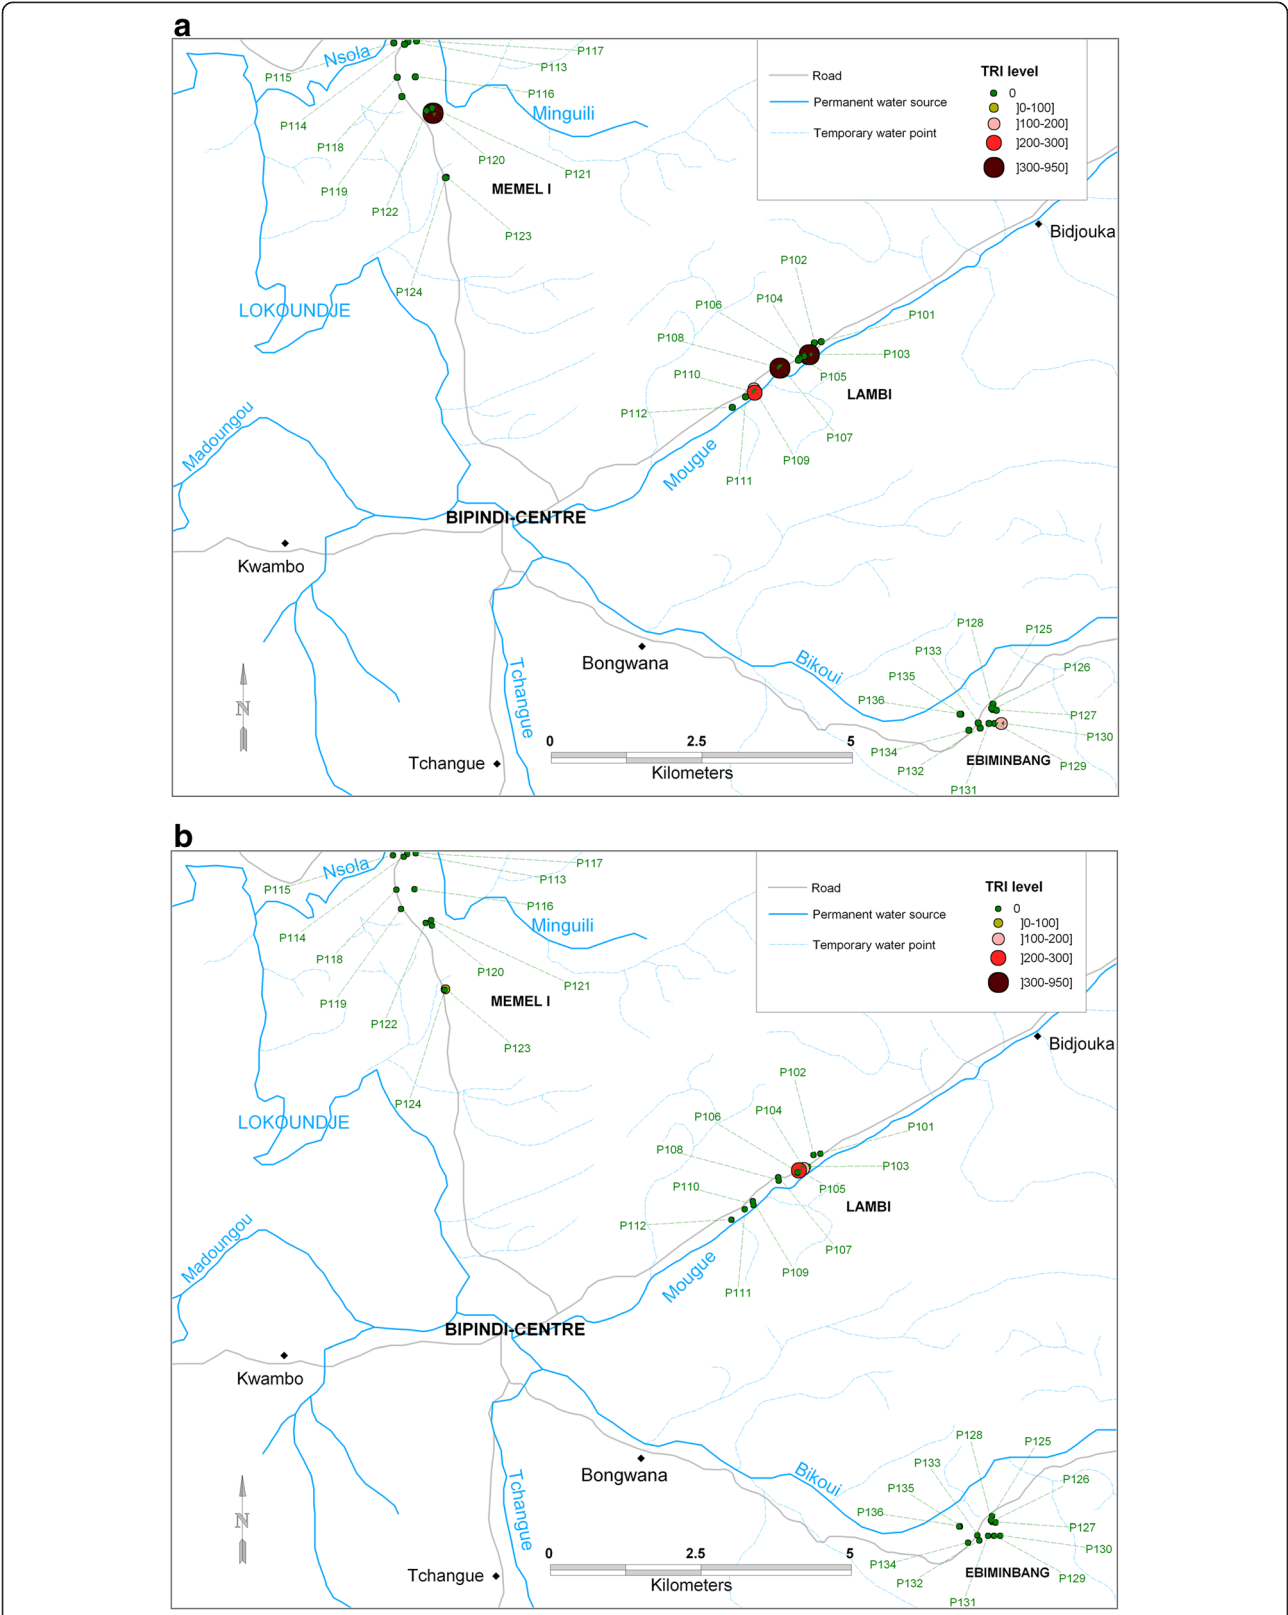 a
Nsola
P117
P115
P113
P116
P114
Minguili
P118
P120
P121
P119
MEMEL I
P122
P123
P124
LOKOUNDJE
Road
Permanent water source
Temporary water point
TRI level
0
]0-100]
]100-200]
]200-300]
]300-950]
Bidjouka
P102
P104
P106
P101
P108
P103
P110
P105
LAMBI
P112
P107
P109
P111
Mougue
Madoungou
BIPINDI-CENTRE
Kwambo
Bongwana
Tchangue
Bikoui
N
Tchangue
0
2.5
5
Kilometers
P128
P125
P133
P126
P135
P136
P127
P130
P134
P132
EBIMINBANG
P129
P131
b
Nsola
P117
P115
P113
P116
P114
Minguili
P118
P120
P121
P119
MEMEL I
P122
P123
P124
LOKOUNDJE
Road
Permanent water source
Temporary water point
TRI level
0
]0-100]
]100-200]
]200-300]
]300-950]
Bidjouka
P102
P104
P106
P101
P108
P103
P110
P105
LAMBI
P112
P107
P109
P111
Mougue
Madoungou
BIPINDI-CENTRE
Kwambo
Bongwana
Tchangue
Bikoui
N
Tchangue
0
2.5
5
Kilometers
P128
P125
P133
P126
P135
P136
P127
P130
P134
P132
EBIMINBANG
P129
P131